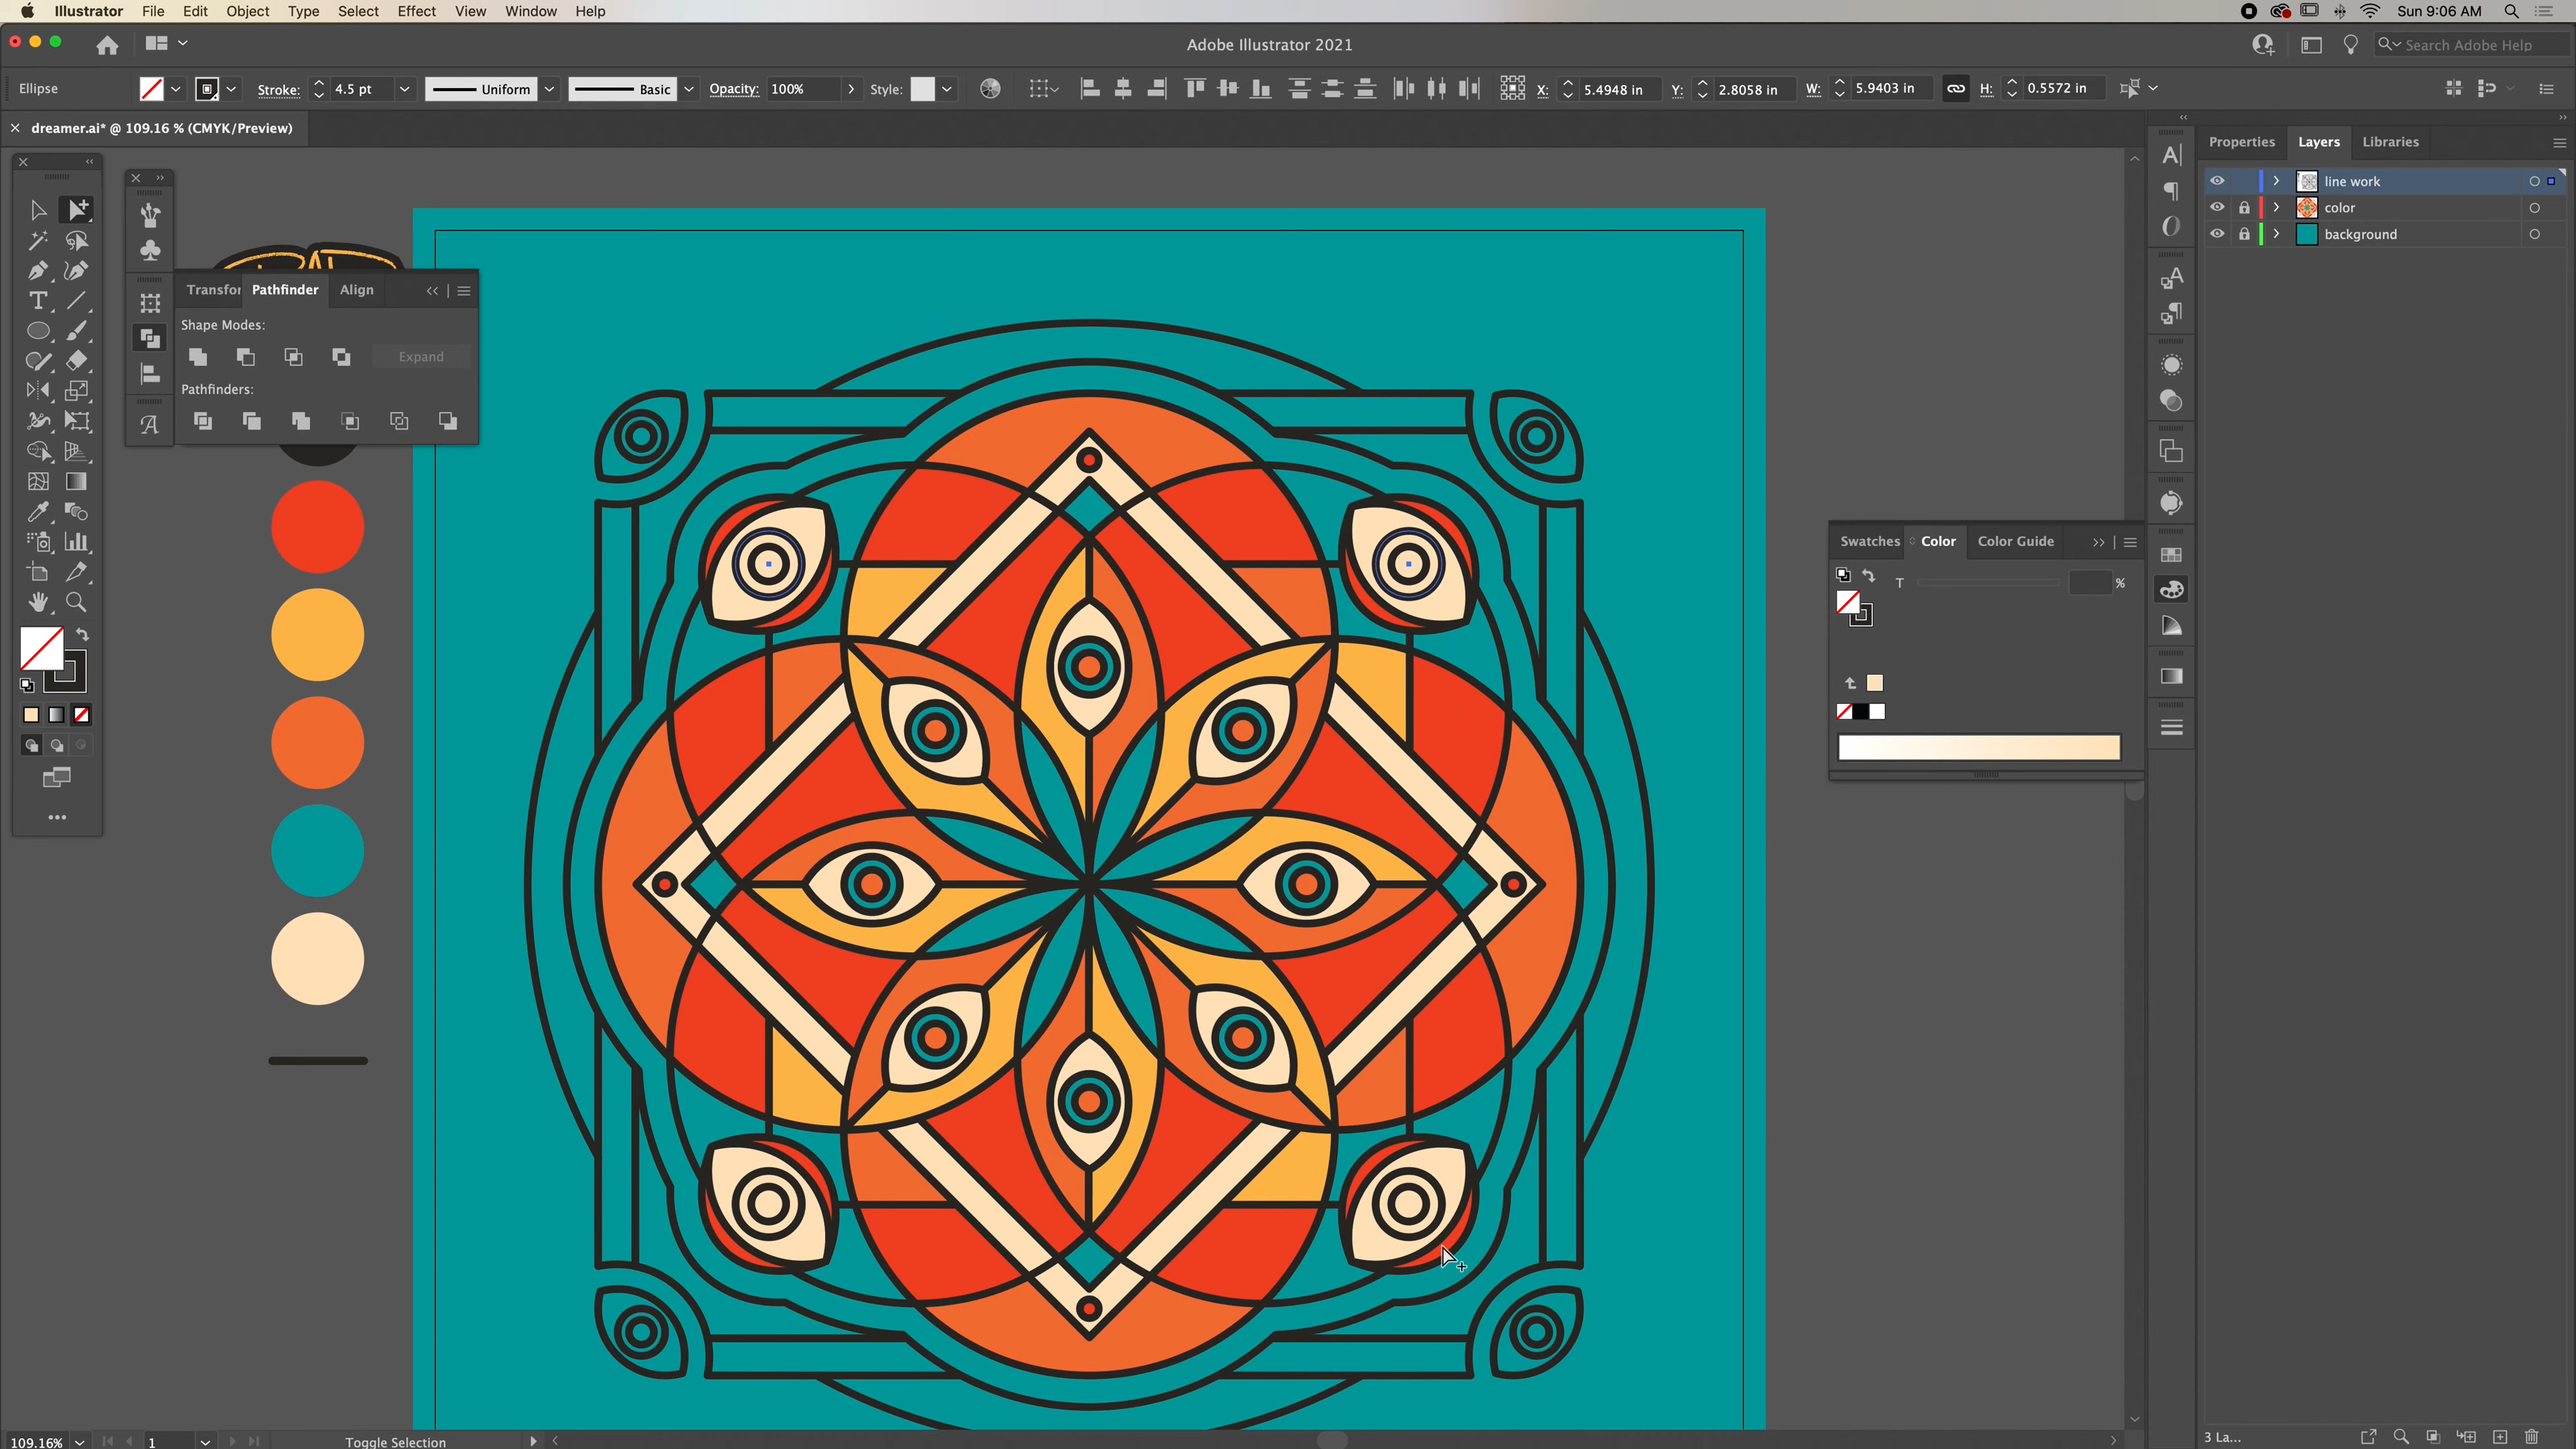 Illustrator File Edit Object Type Select Effect View Window Help
Sun 9:06 AM
Adobe Illustrator 2021
Search Adobe Help
Ellipse
Stroke: 4.5 pt
Uniform
Basic
Opacity: 100%
Style:
X: 5.4948 in
Y: 2.8058 in
W: 5.9403 in
H: 0.5572 in
dreamer.ai* @ 109.16 % (CMYK/Preview)
Transfor Pathfinder Align
Shape Modes:
Expand
Pathfinders:
Properties Layers Libraries
line work
color
background
Swatches Color Color Guide
T %
109.16%
1
Toggle Selection
3 La...